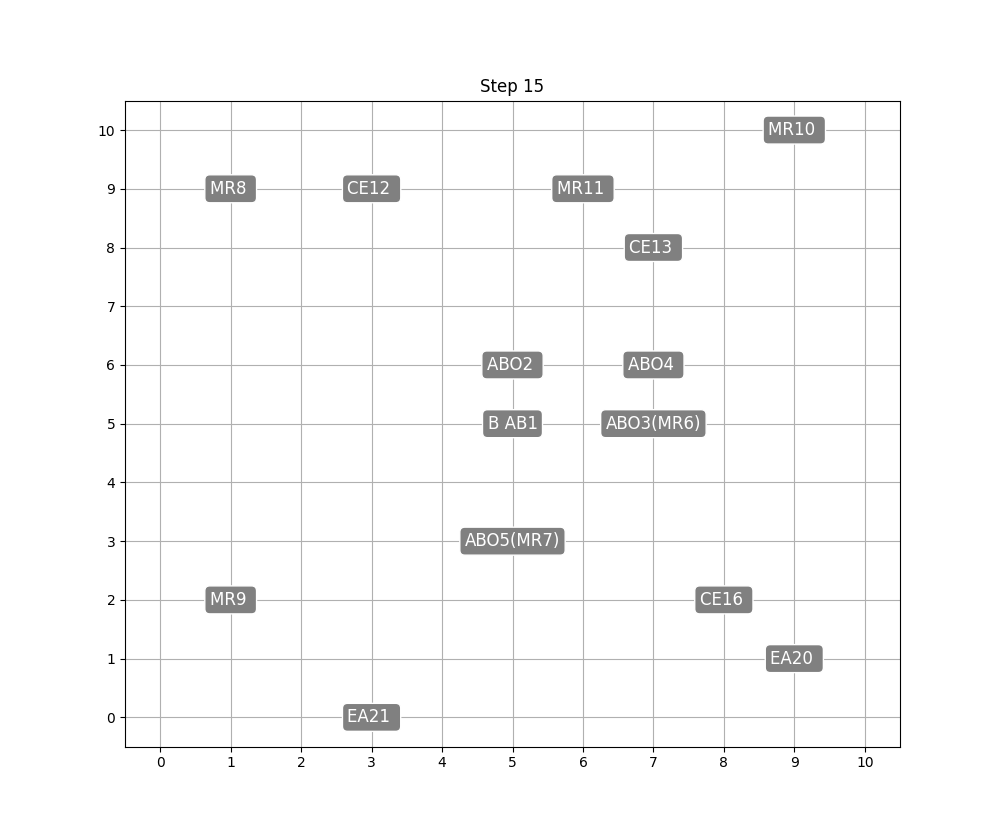 Step 15
10
MR10
9
MR8
CE12
MR11
8
CE13
7
6
ABO2
ABO4
5
B AB1
ABO3(MR6)
4
3
ABO5(MR7)
2
MR9
CE16
1
EA20
0
EA21
0 1 2 3 4 5 6 7 8 9 10